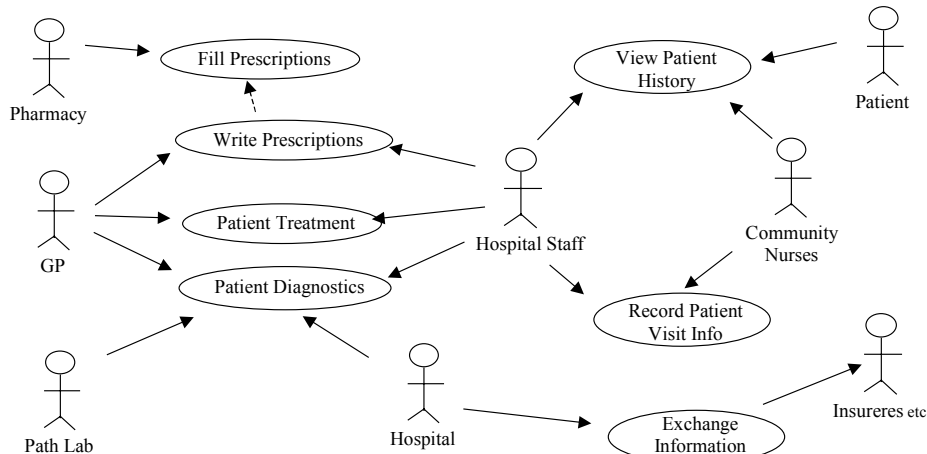 Fill Prescriptions
View Patient
History
Pharmacy
Patient
Write Prescriptions
Patient Treatment
GP
Hospital Staff
Community
Nurses
Patient Diagnostics
Record Patient
Visit Info
Path Lab
Hospital
Exchange
Information
Insureres etc